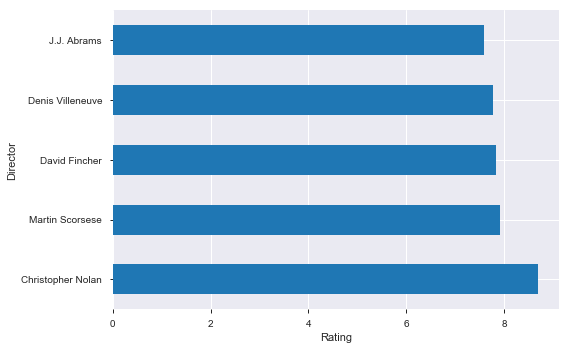 J.J. Abrams
Denis Villeneuve
David Fincher
Martin Scorsese
Christopher Nolan
Director
0 2 4 6 8
Rating